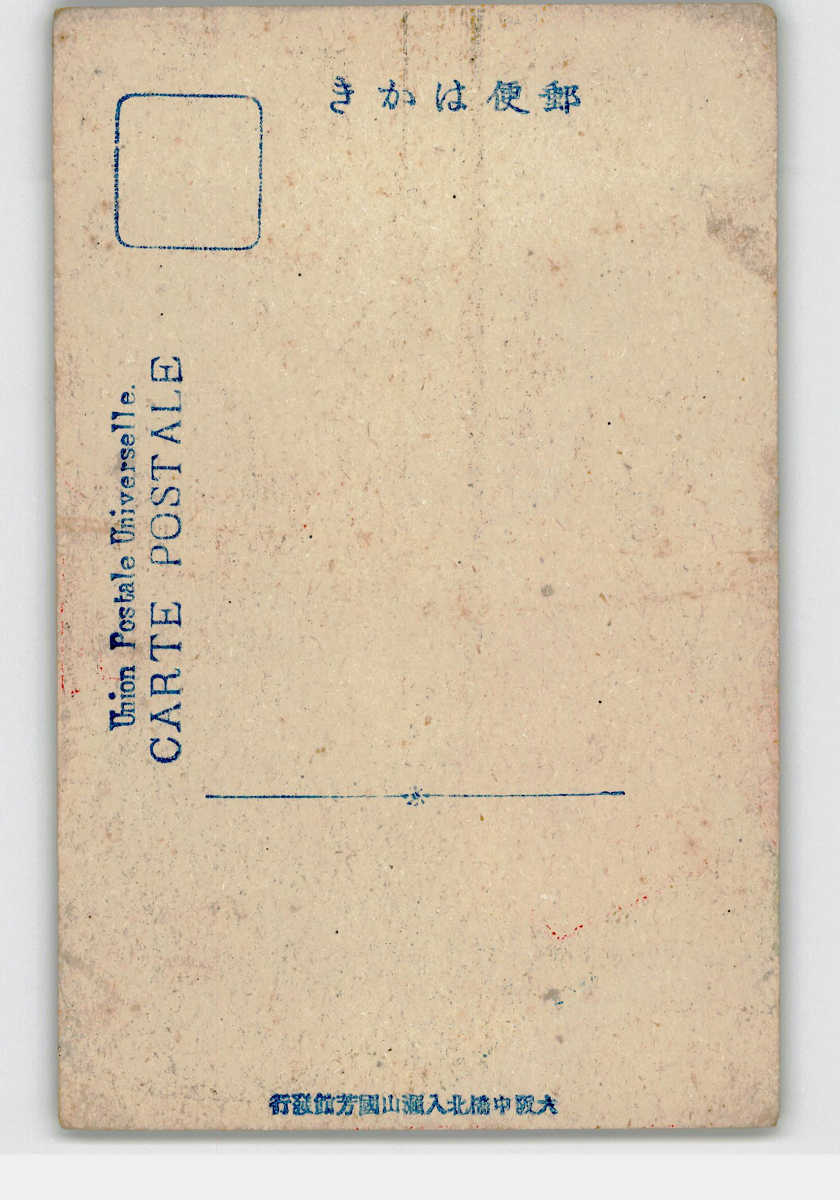 郵便はかき
Union Postale Universelle.
CARTE POSTALE
大阪中橋北入山國芳館發行